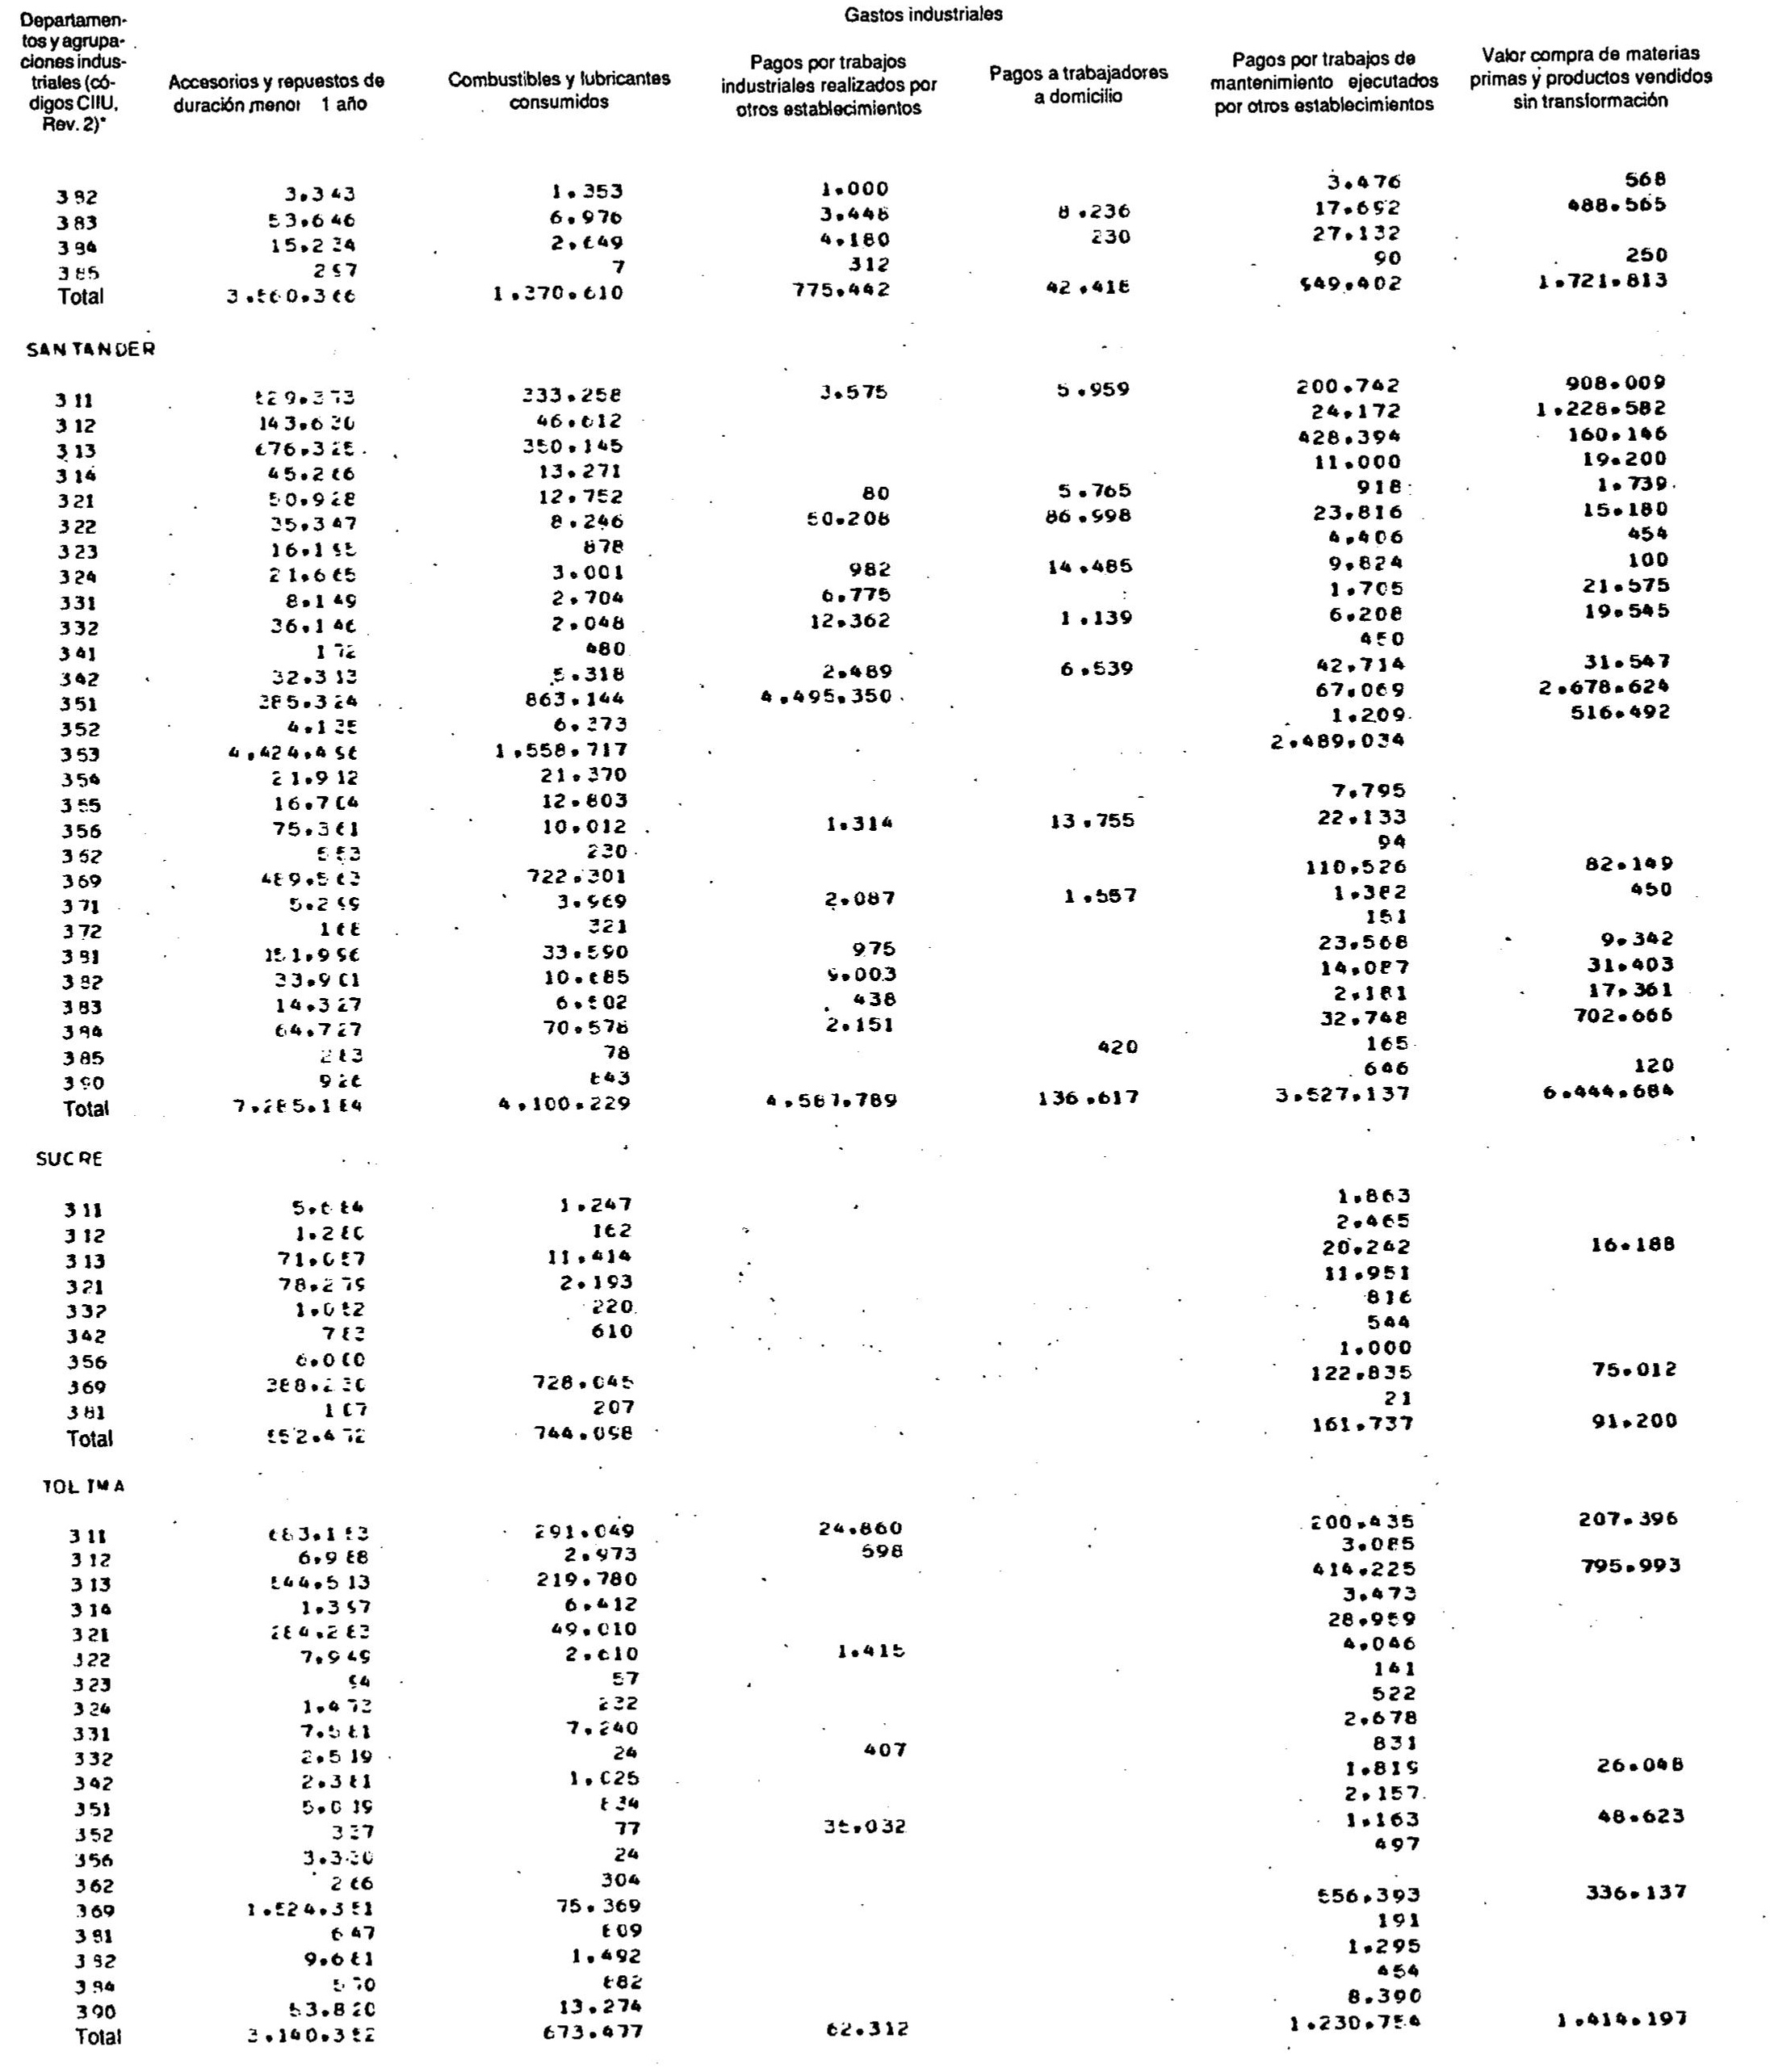 Gastos industriales
Departamen-
tos y agrupa-
ciones indus-
triales (có-
digos CIIU,
Rev. 2)*
Accesorios y repuestos de
duración menor 1 año
Combustibles y lubricantes
consumidos
Pagos por trabajos
industriales realizados por
otros establecimientos
Pagos a trabajadores
a domicilio
Pagos por trabajos de
mantenimiento ejecutados
por otros establecimientos
Valor compra de materias
primas y productos vendidos
sin transformación
382 3.343 1.353 1.000 3.476 568
383 53.646 6.976 3.448 8.236 17.692 488.565
384 15.234 2.649 4.180 230 27.132
385 297 7 312 90 250
Total 3.560.366 1.370.610 775.442 42.418 1.721.813
SANTANDER
311 529.373 333.258 3.575 5.959 200.742 908.009
312 143.630 46.612 24.172 1.228.582
313 676.325 350.145 428.394 160.146
314 45.266 13.271 11.000 19.200
321 50.928 12.752 80 5.765 918 1.739
322 35.347 8.246 50.208 86.998 23.816 15.180
323 16.195 878 4.406 454
324 21.665 3.001 982 14.485 9.824 100
331 8.149 2.704 6.775 1.705 21.575
332 36.146 2.048 12.362 1.139 6.208 19.545
341 172 480 450
342 32.313 5.318 2.489 6.539 42.714 31.547
351 385.324 863.144 4.495.350 67.069 2.678.624
352 4.135 6.373 1.209 516.492
353 4.424.496 1.558.717 2.489.034
354 21.912 21.370
355 16.704 12.803 7.795
356 75.361 10.012 1.314 13.755 22.133
362 553 230 94
369 489.563 722.301 110.526 82.149
371 5.299 3.969 2.087 1.557 1.382 450
372 168 321 151
381 151.996 33.590 975 23.568 9.342
382 33.901 10.685 9.003 14.087 31.403
383 14.327 6.502 438 2.181 17.361
384 64.727 70.578 2.151 32.748 702.666
385 283 78 420 165
390 926 843 646 120
Total 7.285.184 4.100.229 4.587.789 136.617 3.527.137 6.444.684
SUCRE
311 5.684 1.247 1.863
312 1.280 162 2.465
313 71.057 11.414 20.242 16.188
321 78.279 2.193 11.951
332 1.052 220 816
342 783 610 544
356 6.000 1.000
369 388.230 728.045 122.835 75.012
381 107 207 21
Total 552.472 744.098 161.737 91.200
TOLIMA
311 683.153 291.049 24.860 200.435 207.396
312 6.988 2.973 598 3.085
313 544.513 219.780 414.225 795.993
314 1.397 6.412 3.473
321 284.283 49.010 28.959
322 7.949 2.610 1.415 4.046
323 94 57 141
324 1.473 232 522
331 7.581 7.240 2.678
332 2.519 24 407 831
342 2.381 1.025 1.819 26.048
351 5.019 834 2.157
352 337 77 35.032 1.163 48.623
356 3.330 24 497
362 266 304
369 1.524.351 75.369 556.393 336.137
381 647 809 191
382 9.681 1.492 1.295
384 570 882 454
390 53.820 13.274 8.390
Total 3.140.352 673.477 62.312 1.230.754 1.414.197